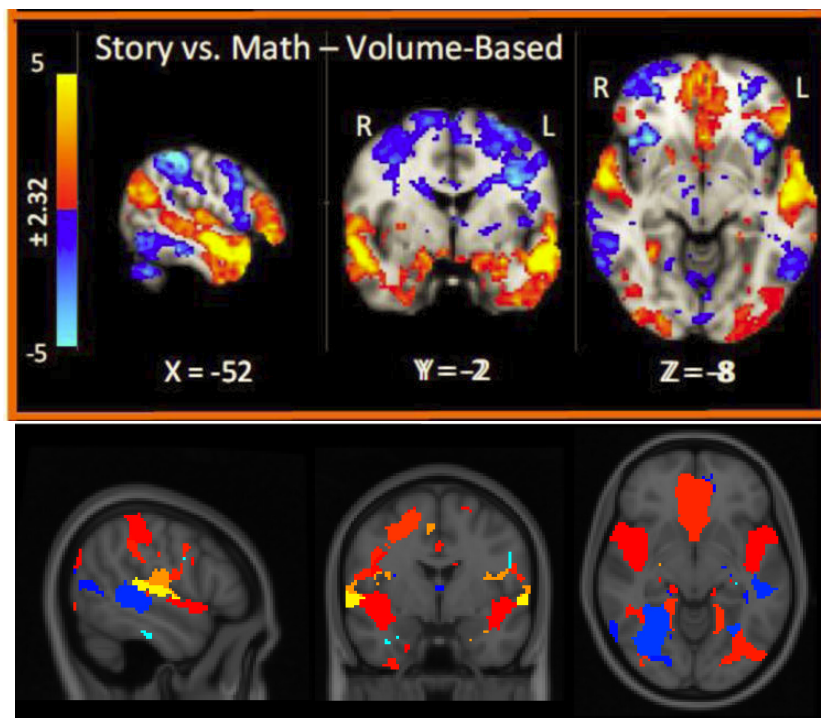 Story vs. Math – Volume-Based
5
± 2.32
-5
R
L
R
L
X = -52
Y = -2
Z = -8